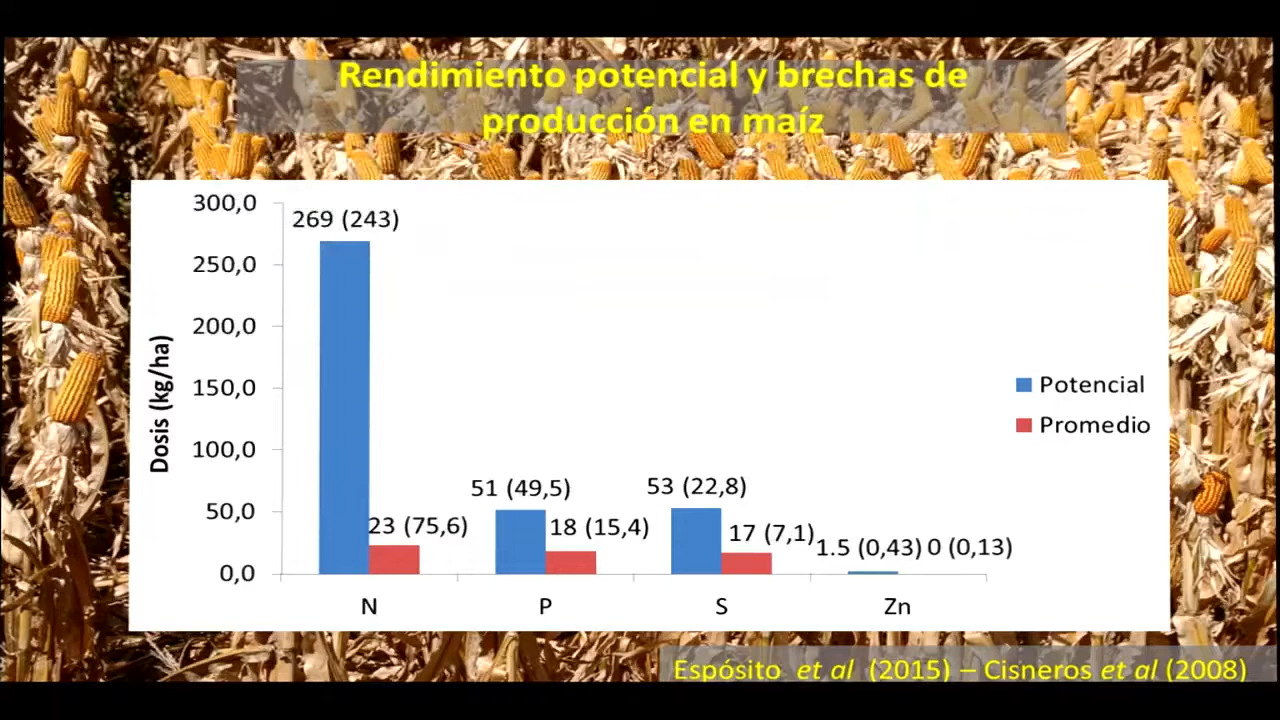 Rendimiento potencial y brechas de
producción en maíz
300,0
250,0
200,0
150,0
100,0
50,0
0,0
Dosis (kg/ha)
269 (243)
23 (75,6)
51 (49,5)
18 (15,4)
53 (22,8)
17 (7,1)
1.5 (0,43)
0 (0,13)
N
P
S
Zn
Potencial
Promedio
Espósito et al (2015) – Cisneros et al (2008)